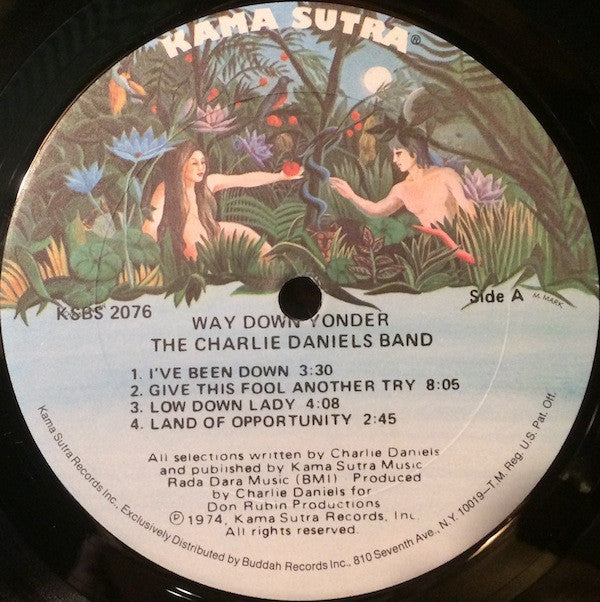 KAMA SUTRA®
KSBS 2076
Side A
M. MARK
WAY DOWN YONDER
THE CHARLIE DANIELS BAND
1. I'VE BEEN DOWN 3:30
2. GIVE THIS FOOL ANOTHER TRY 8:05
3. LOW DOWN LADY 4:08
4. LAND OF OPPORTUNITY 2:45
All selections written by Charlie Daniels
and published by Kama Sutra Music
Rada Dara Music (BMI) Produced
by Charlie Daniels for
Don Rubin Productions
Ⓟ 1974, Kama Sutra Records, Inc.
All rights reserved.
Kama Sutra Records Inc., Exclusively Distributed by Buddah Records Inc., 810 Seventh Ave., N.Y. 10019—T.M. Reg. U.S. Pat. Off.